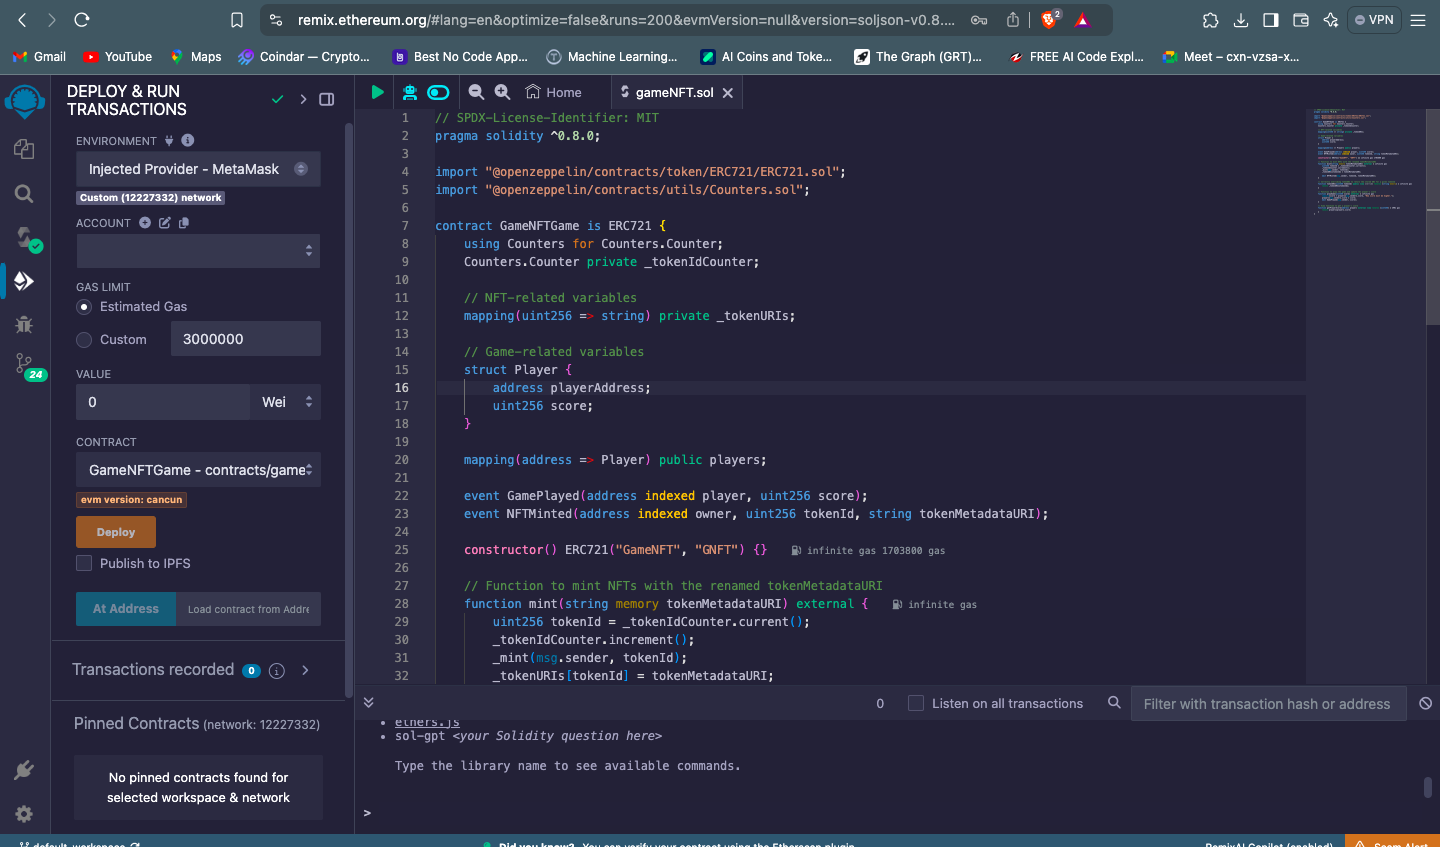 remix.ethereum.org/#lang=en&optimize=false&runs=200&evmVersion=null&version=soljson-v0.8....
2
VPN
Gmail
YouTube
Maps
Coindar — Crypto...
Best No Code App...
Machine Learning...
AI Coins and Toke...
The Graph (GRT)...
FREE AI Code Expl...
Meet – cxn-vzsa-x...
DEPLOY & RUN
TRANSACTIONS
ENVIRONMENT
Injected Provider - MetaMask
Custom (12227332) network
ACCOUNT
GAS LIMIT
Estimated Gas
Custom
3000000
VALUE
0
Wei
CONTRACT
GameNFTGame - contracts/game
evm version: cancun
Deploy
Publish to IPFS
At Address
Load contract from Addre
Transactions recorded 0 i
Pinned Contracts (network: 12227332)
No pinned contracts found for
selected workspace & network
24
Home
gameNFT.sol
1 // SPDX-License-Identifier: MIT
2 pragma solidity ^0.8.0;
3
4 import "@openzeppelin/contracts/token/ERC721/ERC721.sol";
5 import "@openzeppelin/contracts/utils/Counters.sol";
6
7 contract GameNFTGame is ERC721 {
8 using Counters for Counters.Counter;
9 Counters.Counter private _tokenIdCounter;
10
11 // NFT-related variables
12 mapping(uint256 => string) private _tokenURIs;
13
14 // Game-related variables
15 struct Player {
16 address playerAddress;
17 uint256 score;
18 }
19
20 mapping(address => Player) public players;
21
22 event GamePlayed(address indexed player, uint256 score);
23 event NFTMinted(address indexed owner, uint256 tokenId, string tokenMetadataURI);
24
25 constructor() ERC721("GameNFT", "GNFT") {} infinite gas 1703800 gas
26
27 // Function to mint NFTs with the renamed tokenMetadataURI
28 function mint(string memory tokenMetadataURI) external { infinite gas
29 uint256 tokenId = _tokenIdCounter.current();
30 _tokenIdCounter.increment();
31 _mint(msg.sender, tokenId);
32 _tokenURIs[tokenId] = tokenMetadataURI;
0
Listen on all transactions
Filter with transaction hash or address
• ethers.js
• sol-gpt <your Solidity question here>
Type the library name to see available commands.
>
default_workspace
Did you know? You can verify your contract using the Etherscan plugin.
RemixAI Copilot (enabled)
Scam Alert